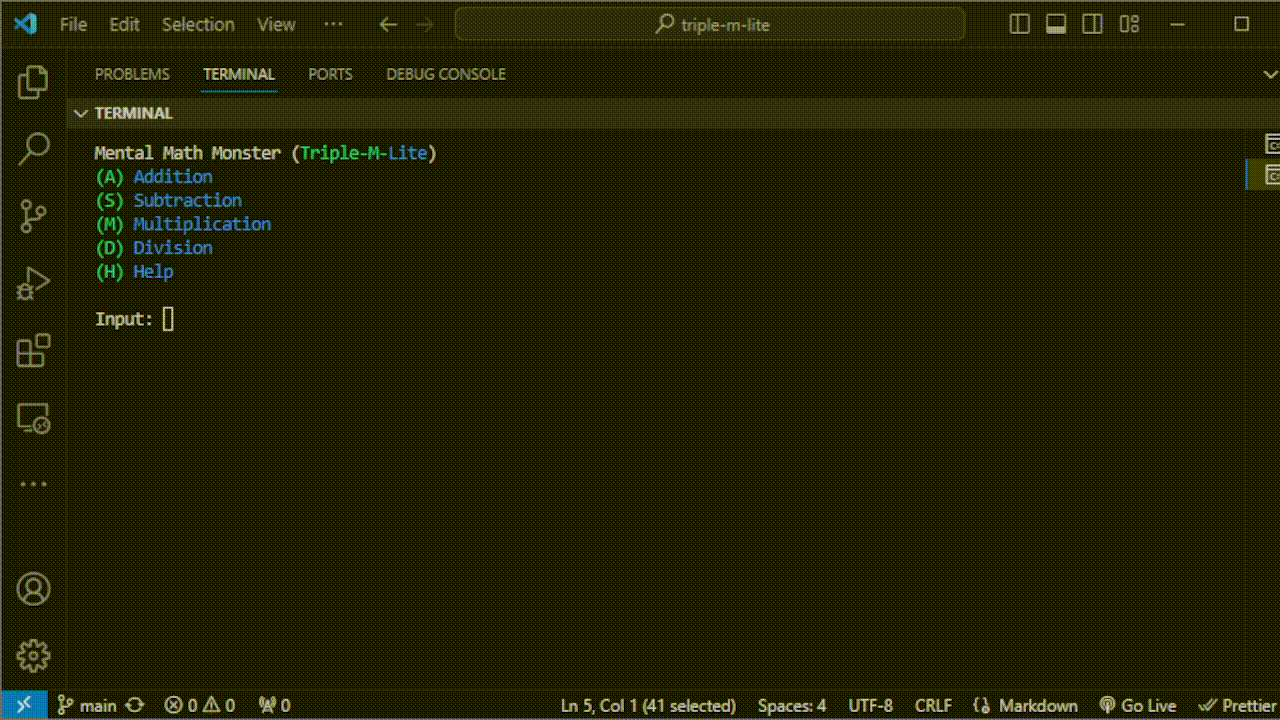 File Edit Selection View ··· triple-m-lite
PROBLEMS TERMINAL PORTS DEBUG CONSOLE
TERMINAL
Mental Math Monster (Triple-M-Lite)
(A) Addition
(S) Subtraction
(M) Multiplication
(D) Division
(H) Help
Input:
main 0 0 0 Ln 5, Col 1 (41 selected) Spaces: 4 UTF-8 CRLF Markdown Go Live Prettier